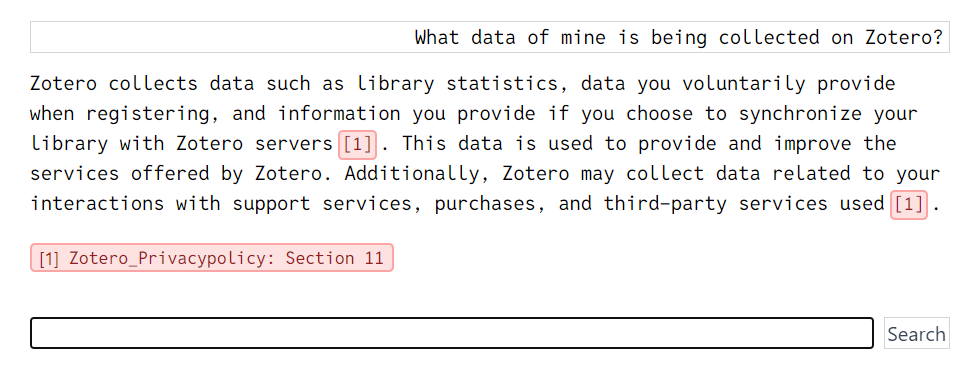 What data of mine is being collected on Zotero?
Zotero collects data such as library statistics, data you voluntarily provide
when registering, and information you provide if you choose to synchronize your
library with Zotero servers [1]. This data is used to provide and improve the
services offered by Zotero. Additionally, Zotero may collect data related to your
interactions with support services, purchases, and third-party services used [1].
[1] Zotero_Privacypolicy: Section 11
Search